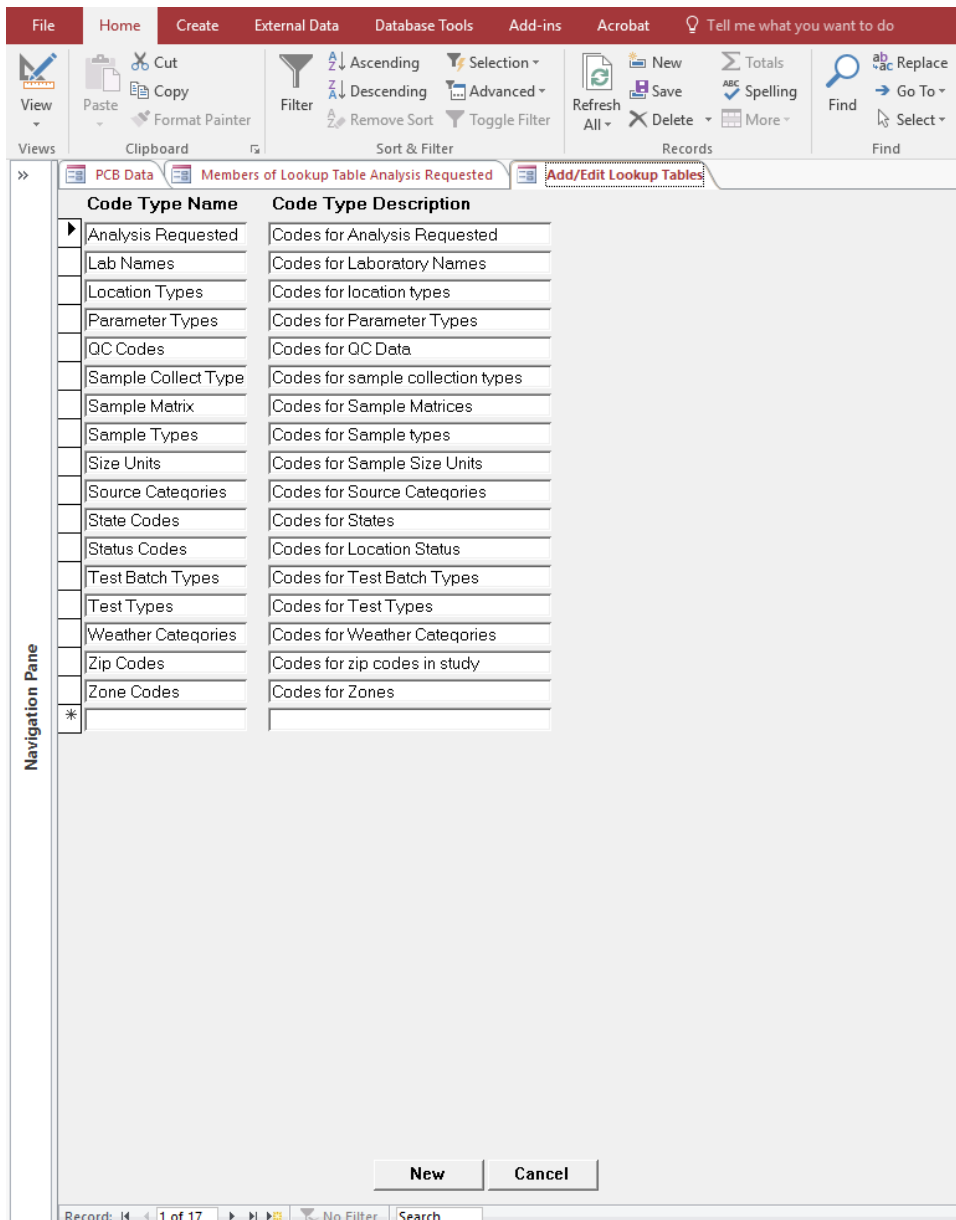 File Home Create External Data Database Tools Add-ins Acrobat Tell me what you want to do
View
Views
Paste
Cut
Copy
Format Painter
Clipboard
Filter
Ascending
Descending
Remove Sort
Selection
Advanced
Toggle Filter
Sort & Filter
Refresh
All
New
Save
Delete
Totals
Spelling
More
Records
Find
Replace
Go To
Select
Find
PCB Data Members of Lookup Table Analysis Requested Add/Edit Lookup Tables
Code Type Name Code Type Description
Analysis Requested Codes for Analysis Requested
Lab Names Codes for Laboratory Names
Location Types Codes for location types
Parameter Types Codes for Parameter Types
QC Codes Codes for QC Data
Sample Collect Type Codes for sample collection types
Sample Matrix Codes for Sample Matrices
Sample Types Codes for Sample types
Size Units Codes for Sample Size Units
Source Categories Codes for Source Categories
State Codes Codes for States
Status Codes Codes for Location Status
Test Batch Types Codes for Test Batch Types
Test Types Codes for Test Types
Weather Categories Codes for Weather Categories
Zip Codes Codes for zip codes in study
Zone Codes Codes for Zones
Navigation Pane
New Cancel
Record: 1 of 17 No Filter Search